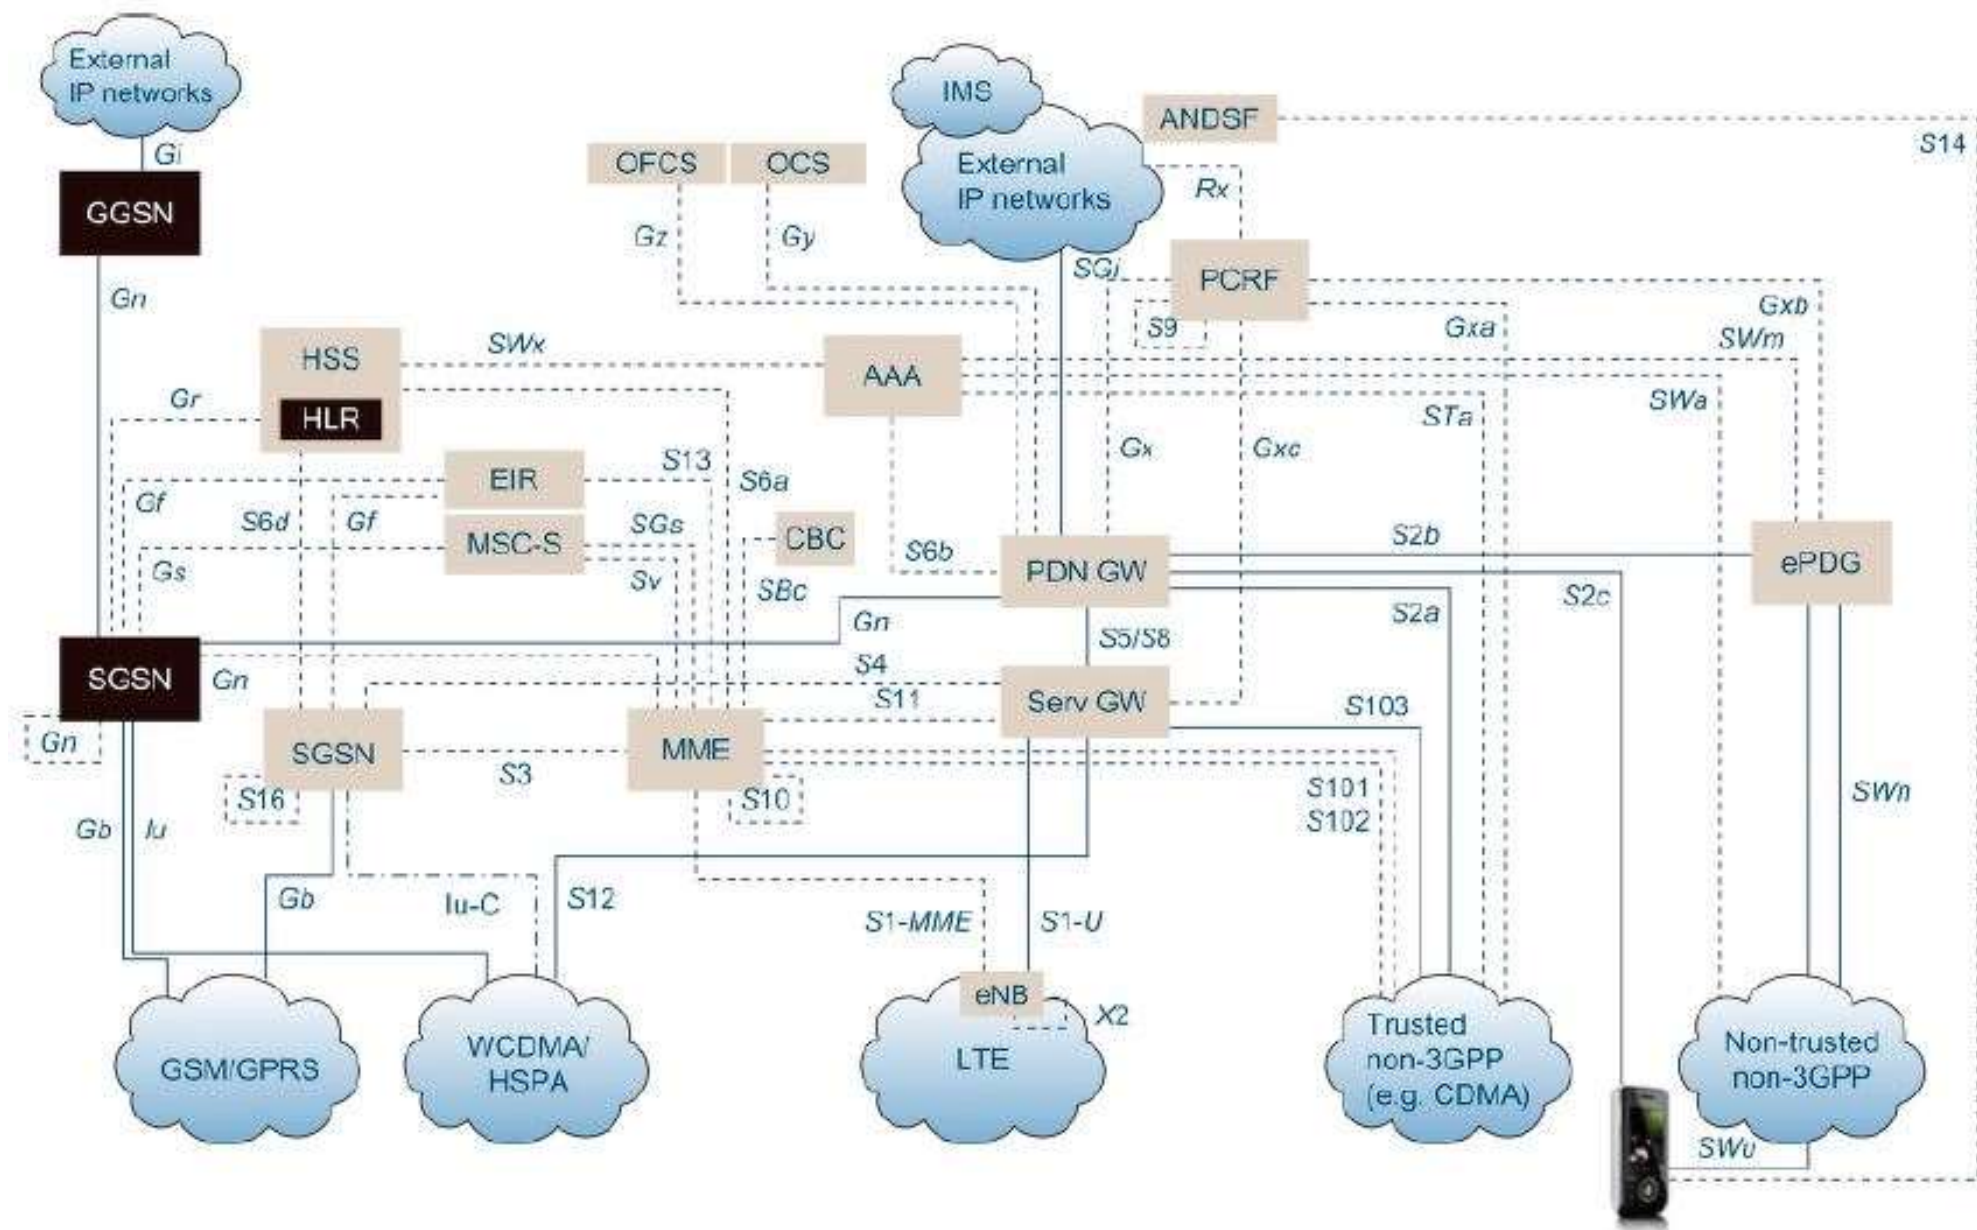 External
IP networks
Gi
GGSN
Gn
IMS
External
IP networks
ANDSF
S14
OFCS
OCS
Gz
Gy
Rx
SGi
PCRF
S9
Gxb
Gxa
SWm
HSS
HLR
SWx
AAA
SWa
STa
Gr
Gx
Gxc
EIR
S13
S6a
Gf
S6d
Gf
MSC-S
SGs
CBC
Gs
Sv
SBc
S6b
PDN GW
S2b
ePDG
S2c
S2a
Gn
S5/S8
SGSN
Gn
S4
S11
Serv GW
S103
Gn
SGSN
S3
MME
S16
S10
S101
S102
SWn
Gb
Iu
Gb
Iu-C
S12
S1-MME
S1-U
eNB
X2
GSM/GPRS
WCDMA/
HSPA
LTE
Trusted
non-3GPP
(e.g. CDMA)
Non-trusted
non-3GPP
SWu